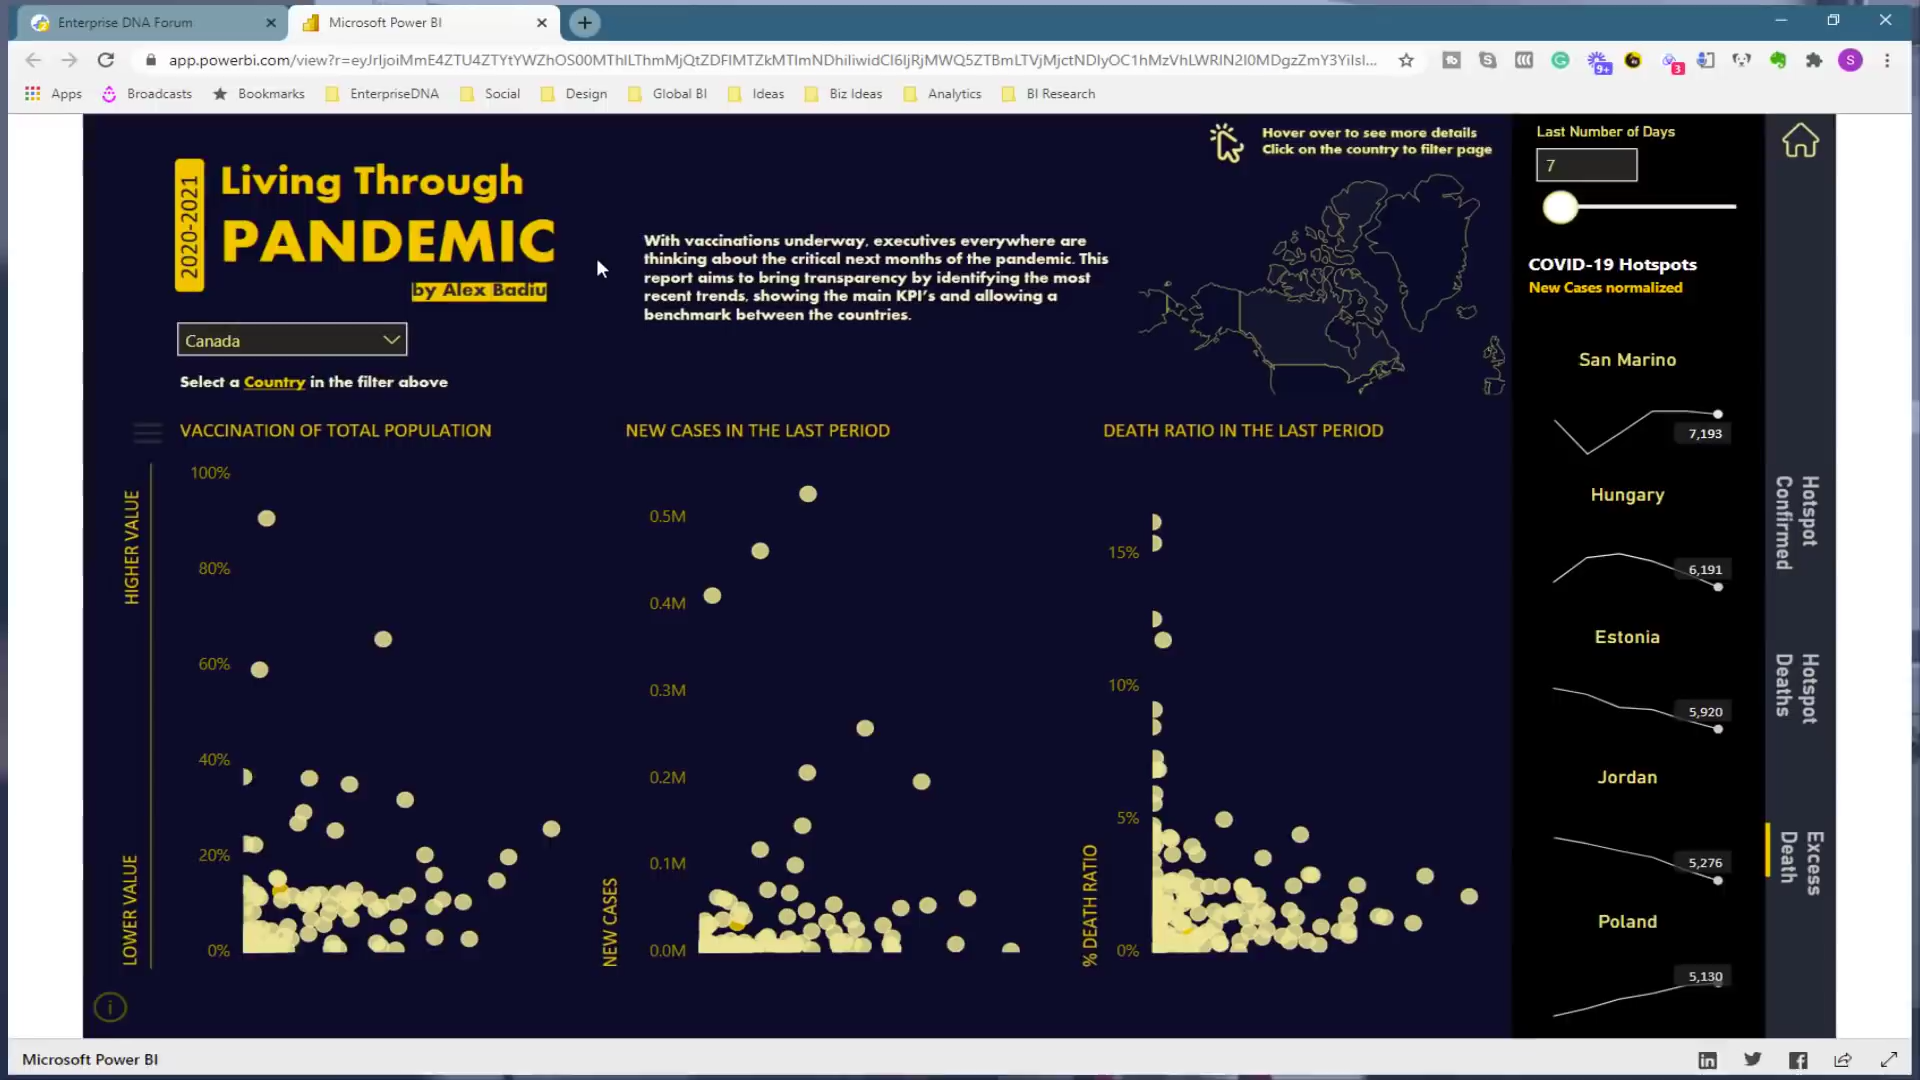 Enterprise DNA Forum
Microsoft Power BI
app.powerbi.com/view?r=eyJrIjoiMmE4ZTU4ZTYtYWZhOS00MThlLThmMjQtZDFlMTZkMTlmNDhiIiwidCI6IjRjMWQ5ZTBmLTVjMjctNDIyOC1hMzVhLWRlN2I0MDgzZmY3YiIsI...
9+
3
S
Apps
Broadcasts
Bookmarks
EnterpriseDNA
Social
Design
Global BI
Ideas
Biz Ideas
Analytics
BI Research
2020-2021
Living Through
PANDEMIC
by Alex Badiu
Canada
Select a Country in the filter above
With vaccinations underway, executives everywhere are
thinking about the critical next months of the pandemic. This
report aims to bring transparency by identifying the most
recent trends, showing the main KPI's and allowing a
benchmark between the countries.
Hover over to see more details
Click on the country to filter page
Last Number of Days
7
COVID-19 Hotspots
New Cases normalized
San Marino
7,193
Hungary
6,191
Estonia
5,920
Jordan
5,276
Poland
5,130
Hotspot
Confirmed
Hotspot
Deaths
Excess
Death
VACCINATION OF TOTAL POPULATION
HIGHER VALUE
LOWER VALUE
100%
80%
60%
40%
20%
0%
NEW CASES IN THE LAST PERIOD
NEW CASES
0.5M
0.4M
0.3M
0.2M
0.1M
0.0M
DEATH RATIO IN THE LAST PERIOD
% DEATH RATIO
15%
10%
5%
0%
i
Microsoft Power BI